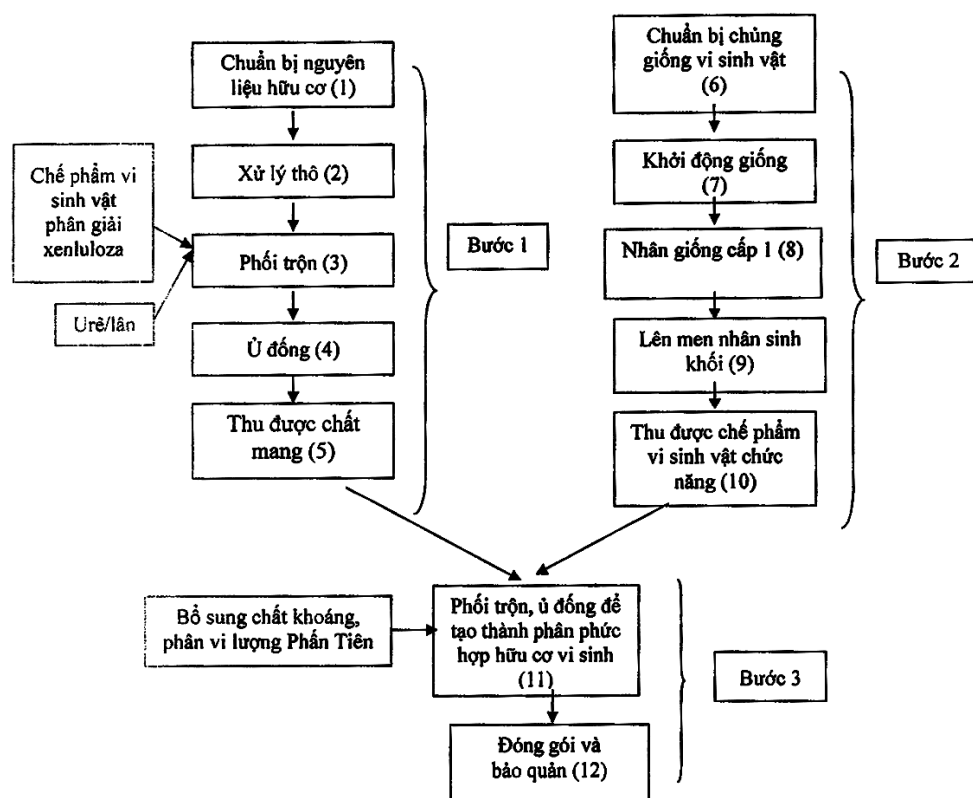 Chuẩn bị nguyên
liệu hữu cơ (1)
Xử lý thô (2)
Chế phẩm vi
sinh vật
phân giải
xenluloza
Phối trộn (3)
Urê/lân
Ủ đống (4)
Thu được chất
mang (5)
Bước 1
Chuẩn bị chủng
giống vi sinh vật
(6)
Khởi động giống
(7)
Nhân giống cấp 1 (8)
Lên men nhân sinh
khối (9)
Thu được chế phẩm
vi sinh vật chức
năng (10)
Bước 2
Bổ sung chất khoáng,
phân vi lượng Phấn Tiên
Phối trộn, ủ đống để
tạo thành phân phức
hợp hữu cơ vi sinh
(11)
Đóng gói và
bảo quản (12)
Bước 3